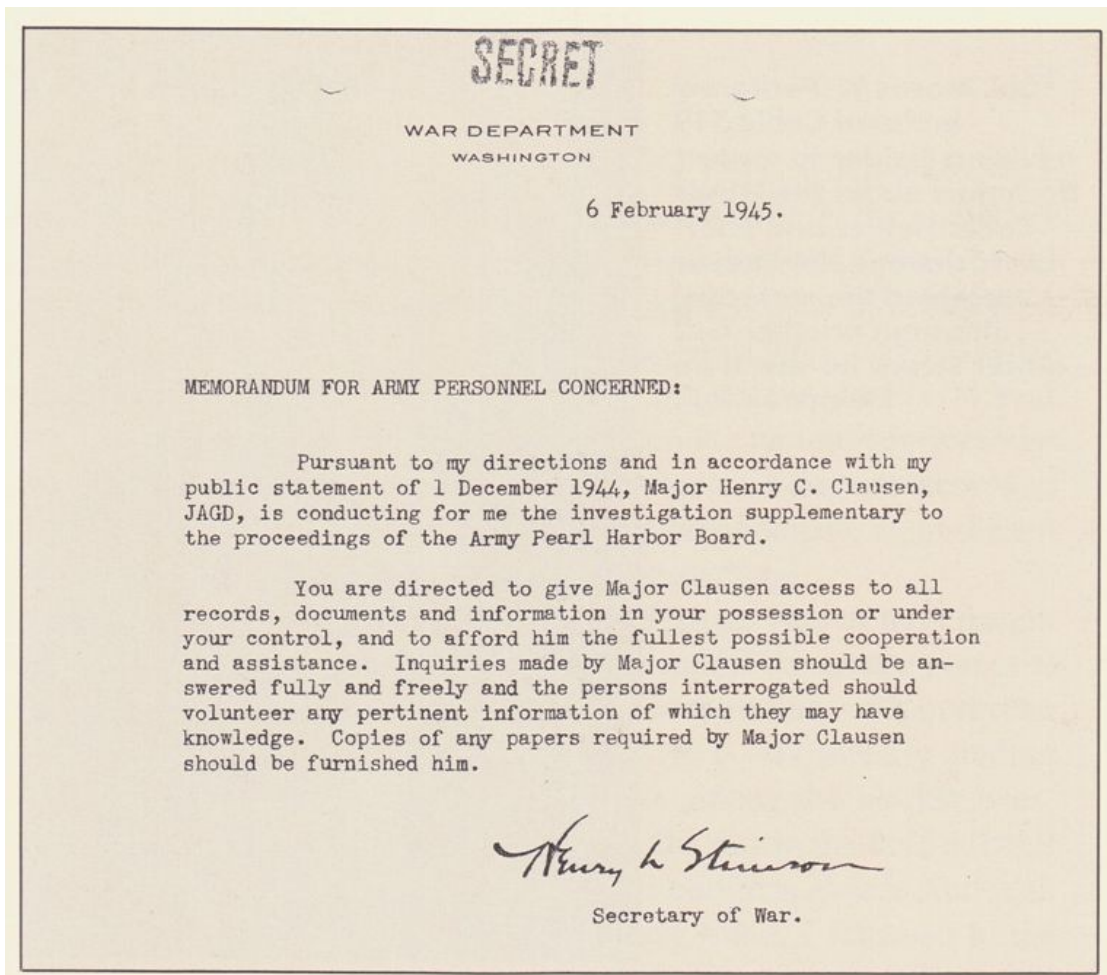 SECRET
WAR DEPARTMENT
WASHINGTON
6 February 1945.
MEMORANDUM FOR ARMY PERSONNEL CONCERNED:
Pursuant to my directions and in accordance with my
public statement of 1 December 1944, Major Henry C. Clausen,
JAGD, is conducting for me the investigation supplementary to
the proceedings of the Army Pearl Harbor Board.
You are directed to give Major Clausen access to all
records, documents and information in your possession or under
your control, and to afford him the fullest possible cooperation
and assistance. Inquiries made by Major Clausen should be an-
swered fully and freely and the persons interrogated should
volunteer any pertinent information of which they may have
knowledge. Copies of any papers required by Major Clausen
should be furnished him.
Henry L Stimson
Secretary of War.